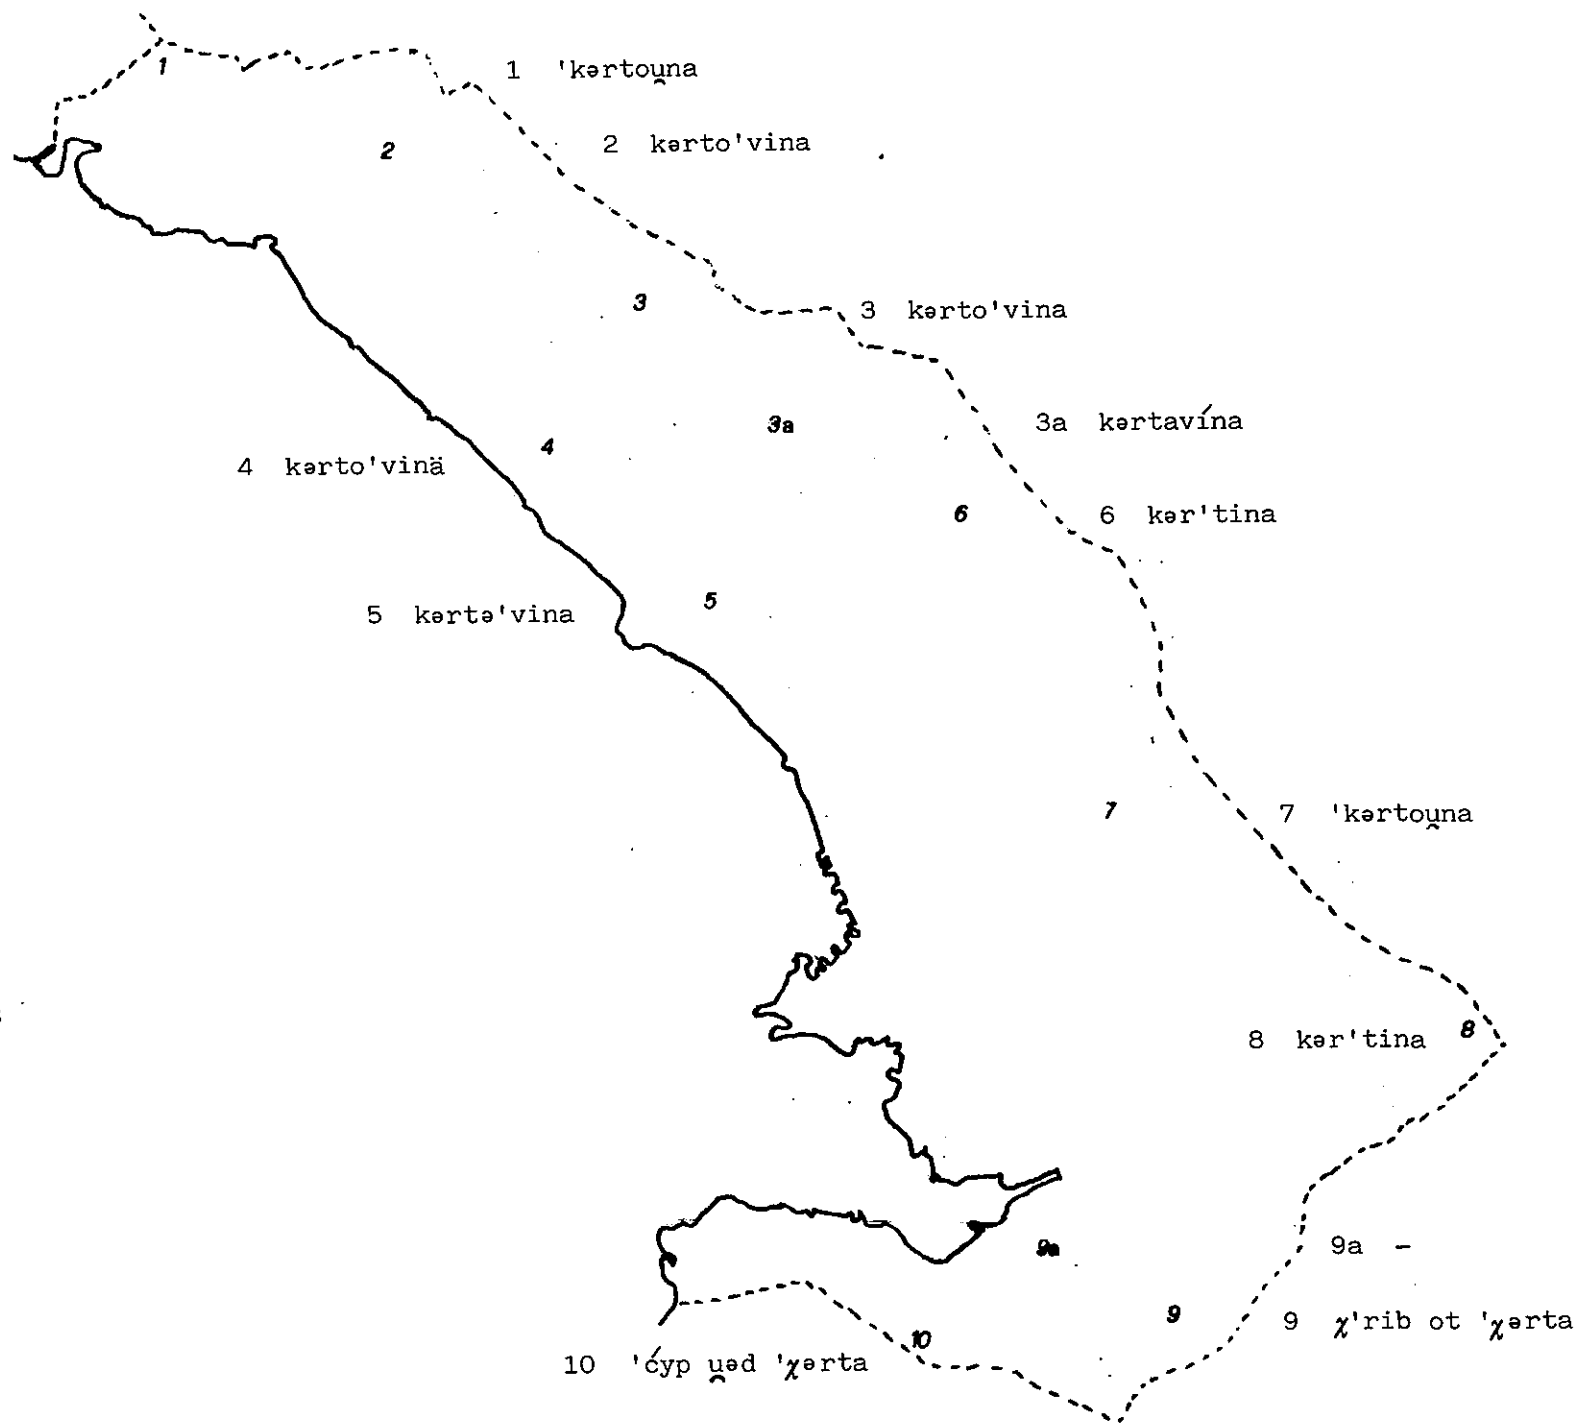 1
1 'kərtou̯na
2
2 kərto'vina
3
3 kərto'vina
3a
3a kərtavína
4
4 kərto'vinä
6
6 kər'tina
5
5 kərtə'vina
7
7 'kərtou̯na
8 kər'tina
8
9a
9a –
9
9 χ'rib ot 'χərta
10
10 'ćyp u̯əd 'χərta